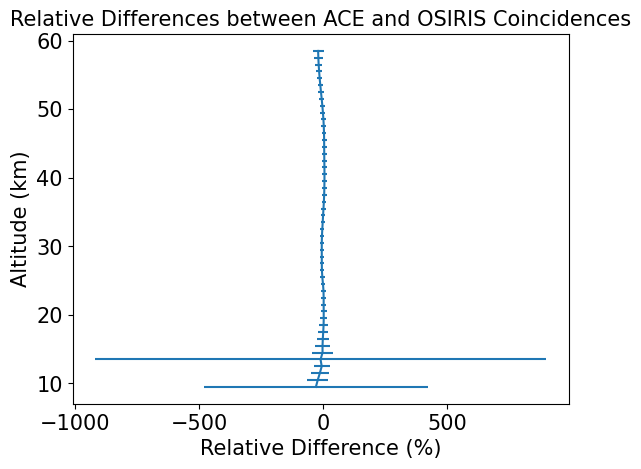 Relative Differences between ACE and OSIRIS Coincidences
60
50
40
30
20
10
Altitude (km)
−1000 −500 0 500
Relative Difference (%)